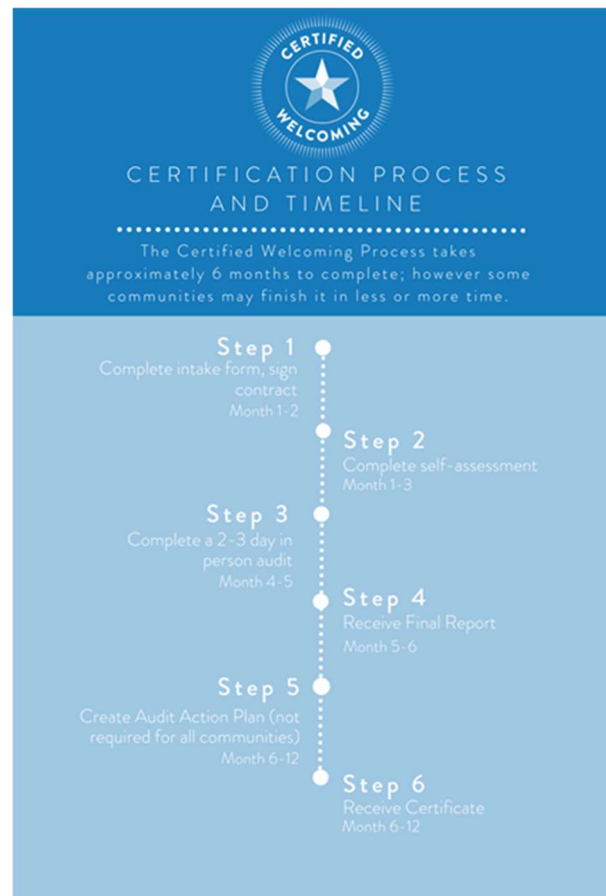 CERTIFIED
WELCOMING
CERTIFICATION PROCESS
AND TIMELINE
The Certified Welcoming Process takes
approximately 6 months to complete; however some
communities may finish it in less or more time.
Step 1
Complete intake form, sign
contract
Month 1-2
Step 2
Complete self-assessment
Month 1-3
Step 3
Complete a 2-3 day in
person audit
Month 4-5
Step 4
Receive Final Report
Month 5-6
Step 5
Create Audit Action Plan (not
required for all communities)
Month 6-12
Step 6
Receive Certificate
Month 6-12